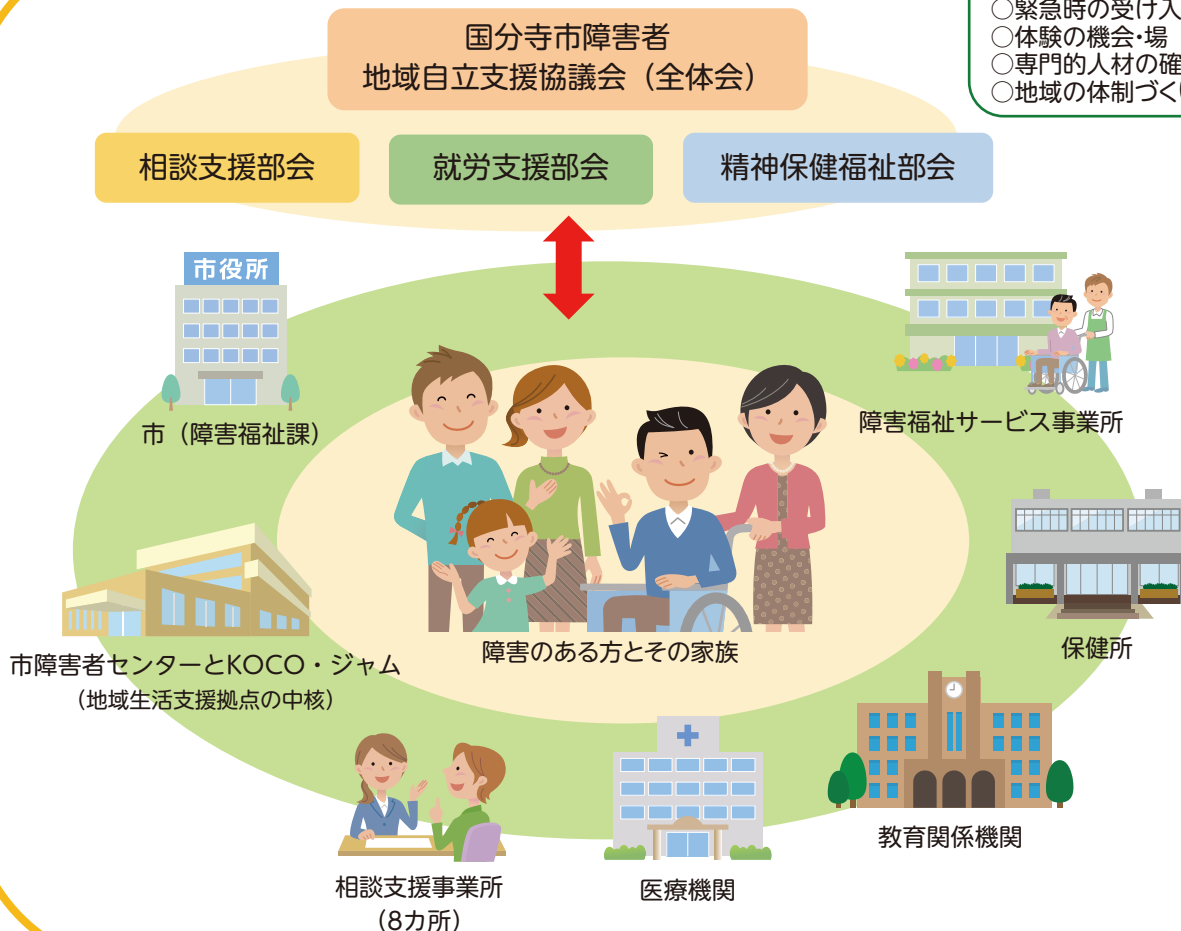 ○緊急時の受け入
○体験の機会・場
○専門的人材の確
○地域の体制づく
国分寺市障害者
地域自立支援協議会（全体会）
相談支援部会
就労支援部会
精神保健福祉部会
市役所
市（障害福祉課）
障害福祉サービス事業所
市障害者センターとKOCO・ジャム
（地域生活支援拠点の中核）
障害のある方とその家族
保健所
教育関係機関
相談支援事業所
（8カ所）
医療機関